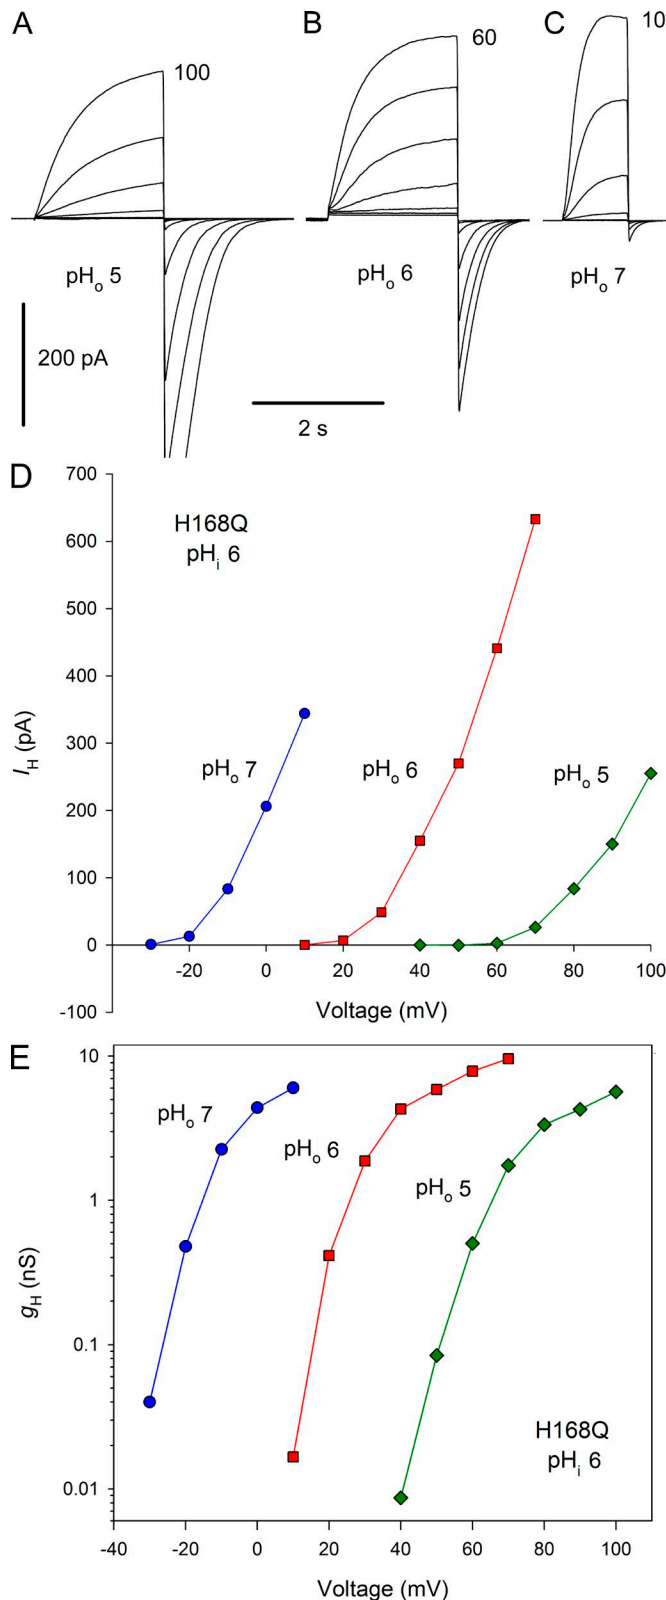 A
B
C
100
60
10
pHo 5
pHo 6
pHo 7
200 pA
2 s
D
700
600
500
400
300
200
100
0
-100
IH (pA)
H168Q
pHi 6
pHo 7
pHo 6
pHo 5
-20
0
20
40
60
80
100
Voltage (mV)
E
10
1
0.1
0.01
gH (nS)
pHo 7
pHo 6
pHo 5
H168Q
pHi 6
-40
-20
0
20
40
60
80
100
Voltage (mV)